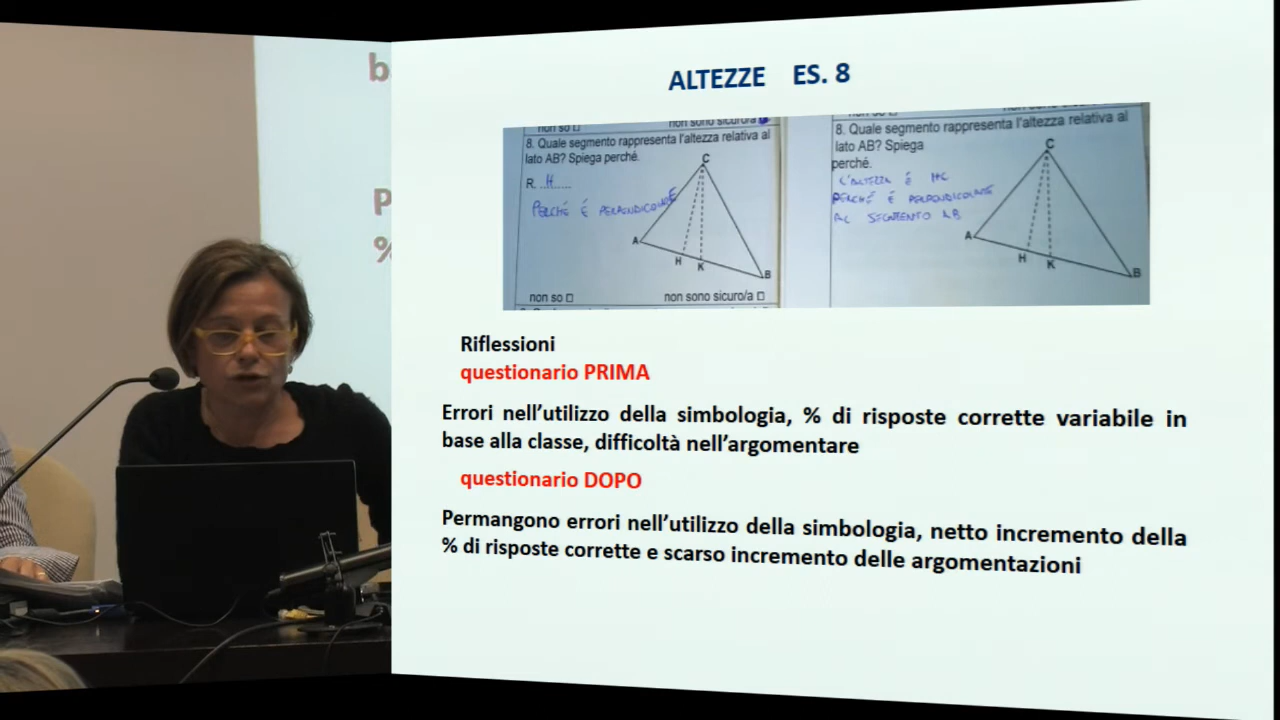 b
P
%
ALTEZZE ES. 8
non so □ non sono sicuro/a
8. Quale segmento rappresenta l'altezza relativa al
lato AB? Spiega perché.
R. H
PERCHÉ É PERPENDICOLARE
C
A
H
K
B
non so □ non sono sicuro/a □
8. Quale segmento rappresenta l'altezza relativa al
lato AB? Spiega
perché.
L'ALTEZZA É HC
PERCHÉ É PERPENDICOLARE
AL SEGMENTO AB
C
A
H
K
B
Riflessioni
questionario PRIMA
Errori nell'utilizzo della simbologia, % di risposte corrette variabile in
base alla classe, difficoltà nell'argomentare
questionario DOPO
Permangono errori nell'utilizzo della simbologia, netto incremento della
% di risposte corrette e scarso incremento delle argomentazioni